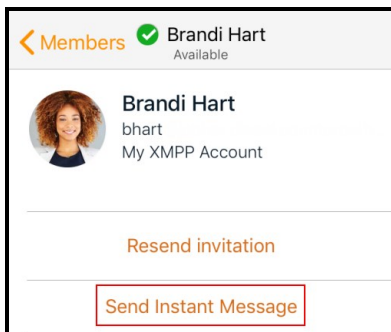 Members
Brandi Hart
Available
Brandi Hart
bhart
My XMPP Account
Resend invitation
Send Instant Message